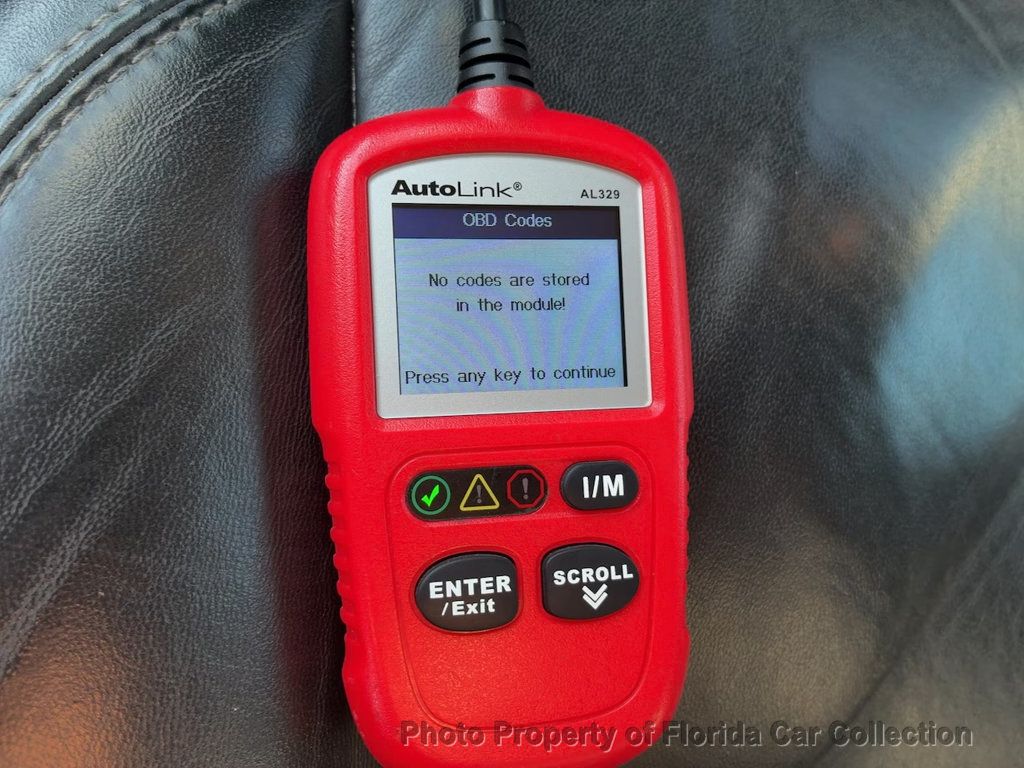 AutoLink®
AL329
OBD Codes
No codes are stored
in the module!
Press any key to continue
I/M
ENTER
/Exit
SCROLL
Photo Property of Florida Car Collection